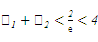 □₁ + □₂ < 2/e < 4